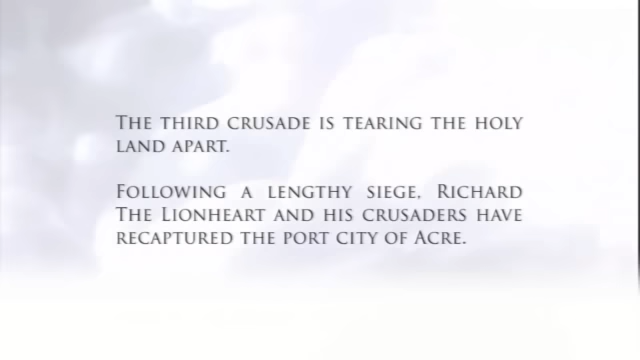 The third crusade is tearing the holy
land apart.
Following a lengthy siege, Richard
The Lionheart and his crusaders have
recaptured the port city of Acre.